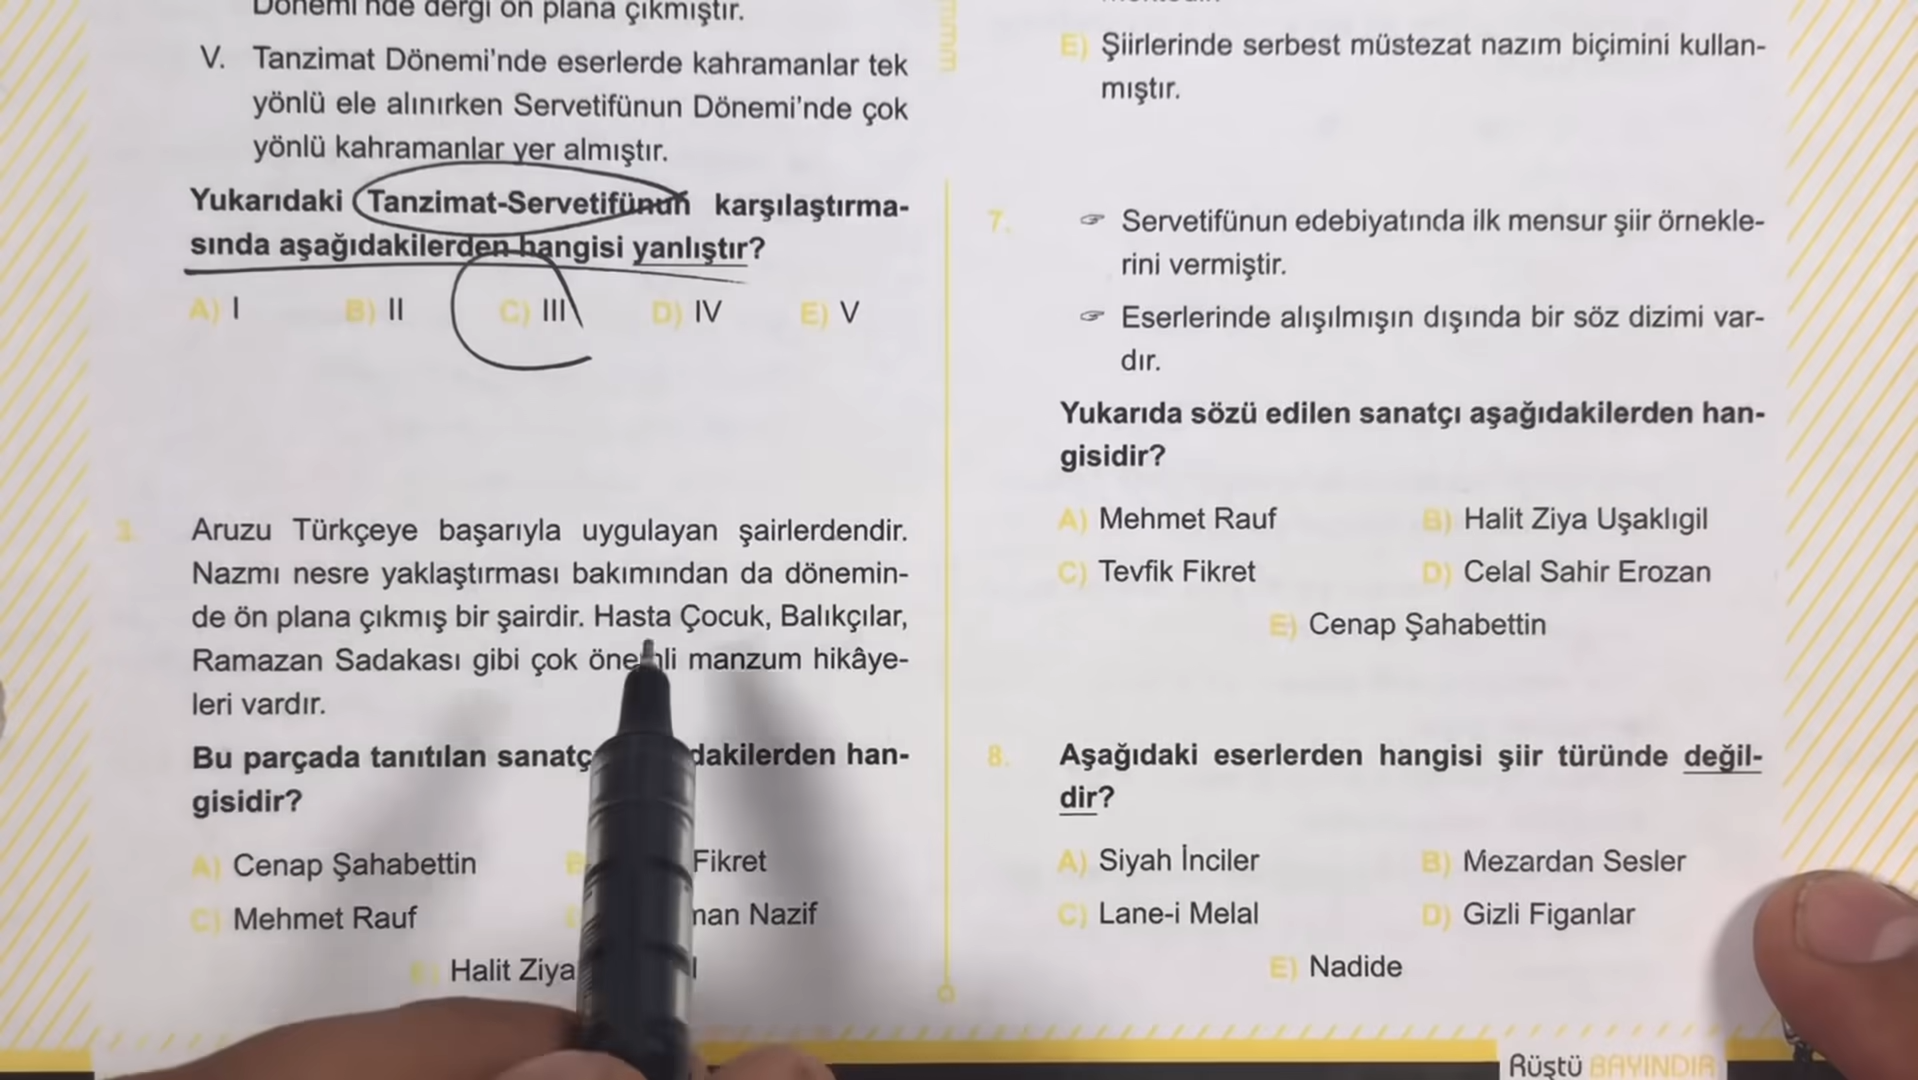 Dönemi'nde dergi ön plana çıkmıştır.
V. Tanzimat Dönemi'nde eserlerde kahramanlar tek
yönlü ele alınırken Servetifünun Dönemi'nde çok
yönlü kahramanlar yer almıştır.
Yukarıdaki Tanzimat-Servetifünun karşılaştırma-
sında aşağıdakilerden hangisi yanlıştır?
A) I B) II C) III D) IV E) V
3. Aruzu Türkçeye başarıyla uygulayan şairlerdendir.
Nazmı nesre yaklaştırması bakımından da dönemin-
de ön plana çıkmış bir şairdir. Hasta Çocuk, Balıkçılar,
Ramazan Sadakası gibi çok önemli manzum hikâye-
leri vardır.
Bu parçada tanıtılan sanatç dakilerden han-
gisidir?
A) Cenap Şahabettin Fikret
C) Mehmet Rauf man Nazif
Halit Ziya
E) Şiirlerinde serbest müstezat nazım biçimini kullan-
mıştır.
7. ☞ Servetifünun edebiyatında ilk mensur şiir örnekle-
rini vermiştir.
☞ Eserlerinde alışılmışın dışında bir söz dizimi var-
dır.
Yukarıda sözü edilen sanatçı aşağıdakilerden han-
gisidir?
A) Mehmet Rauf B) Halit Ziya Uşaklıgil
C) Tevfik Fikret D) Celal Sahir Erozan
E) Cenap Şahabettin
8. Aşağıdaki eserlerden hangisi şiir türünde değil-
dir?
A) Siyah İnciler B) Mezardan Sesler
C) Lane-i Melal D) Gizli Figanlar
E) Nadide
Rüştü BAYINDIR